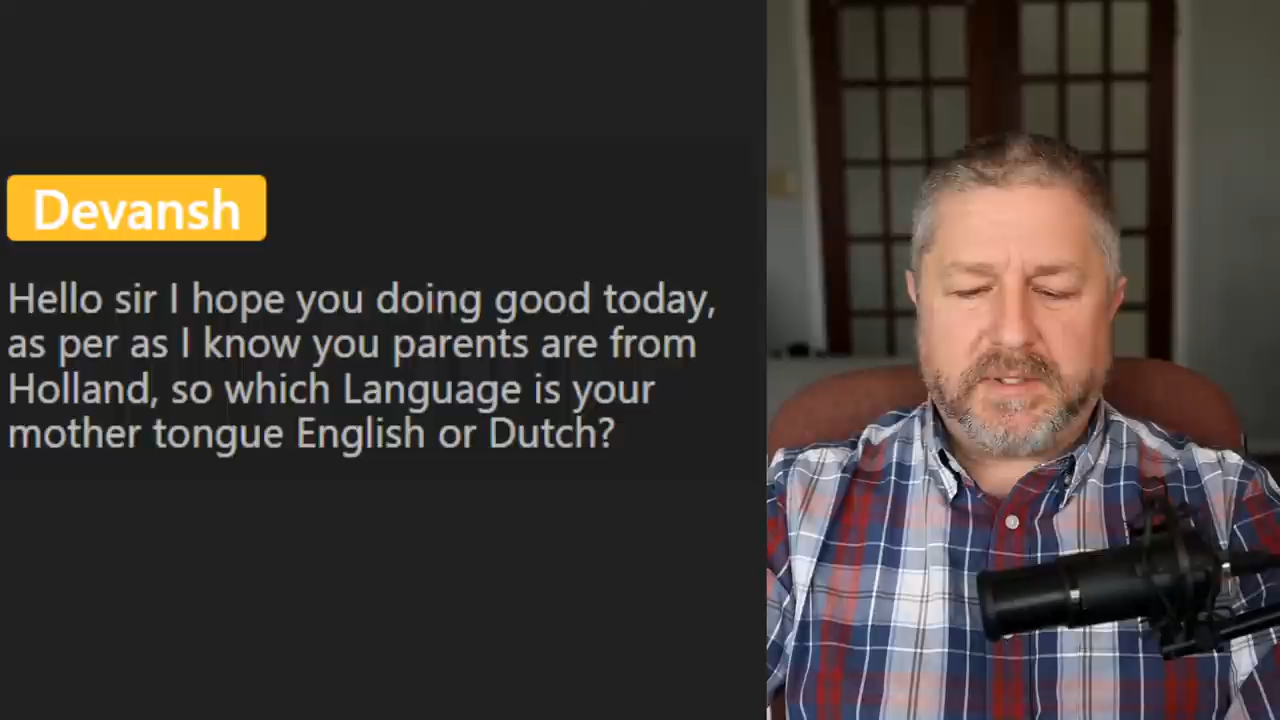 Devansh
Hello sir I hope you doing good today,
as per as I know you parents are from
Holland, so which Language is your
mother tongue English or Dutch?